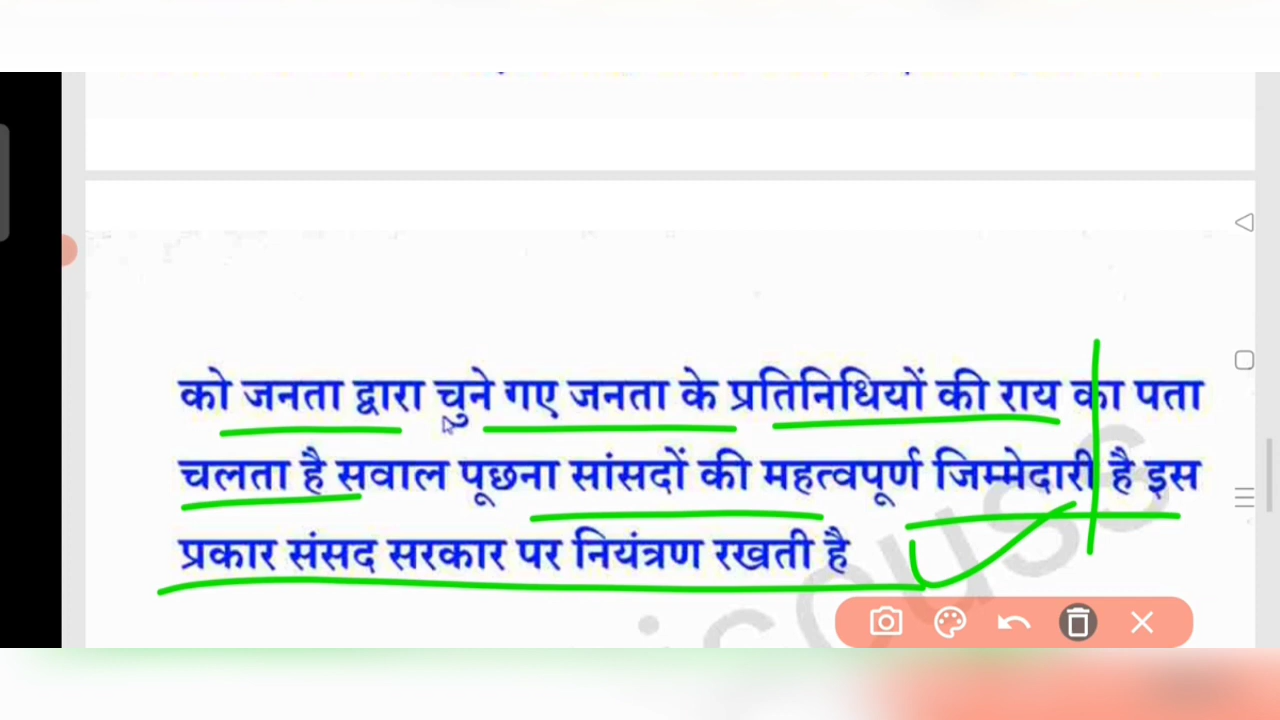 को जनता द्वारा चुने गए जनता के प्रतिनिधियों की राय का पता
चलता है सवाल पूछना सांसदों की महत्वपूर्ण जिम्मेदारी है इस
प्रकार संसद सरकार पर नियंत्रण रखती है